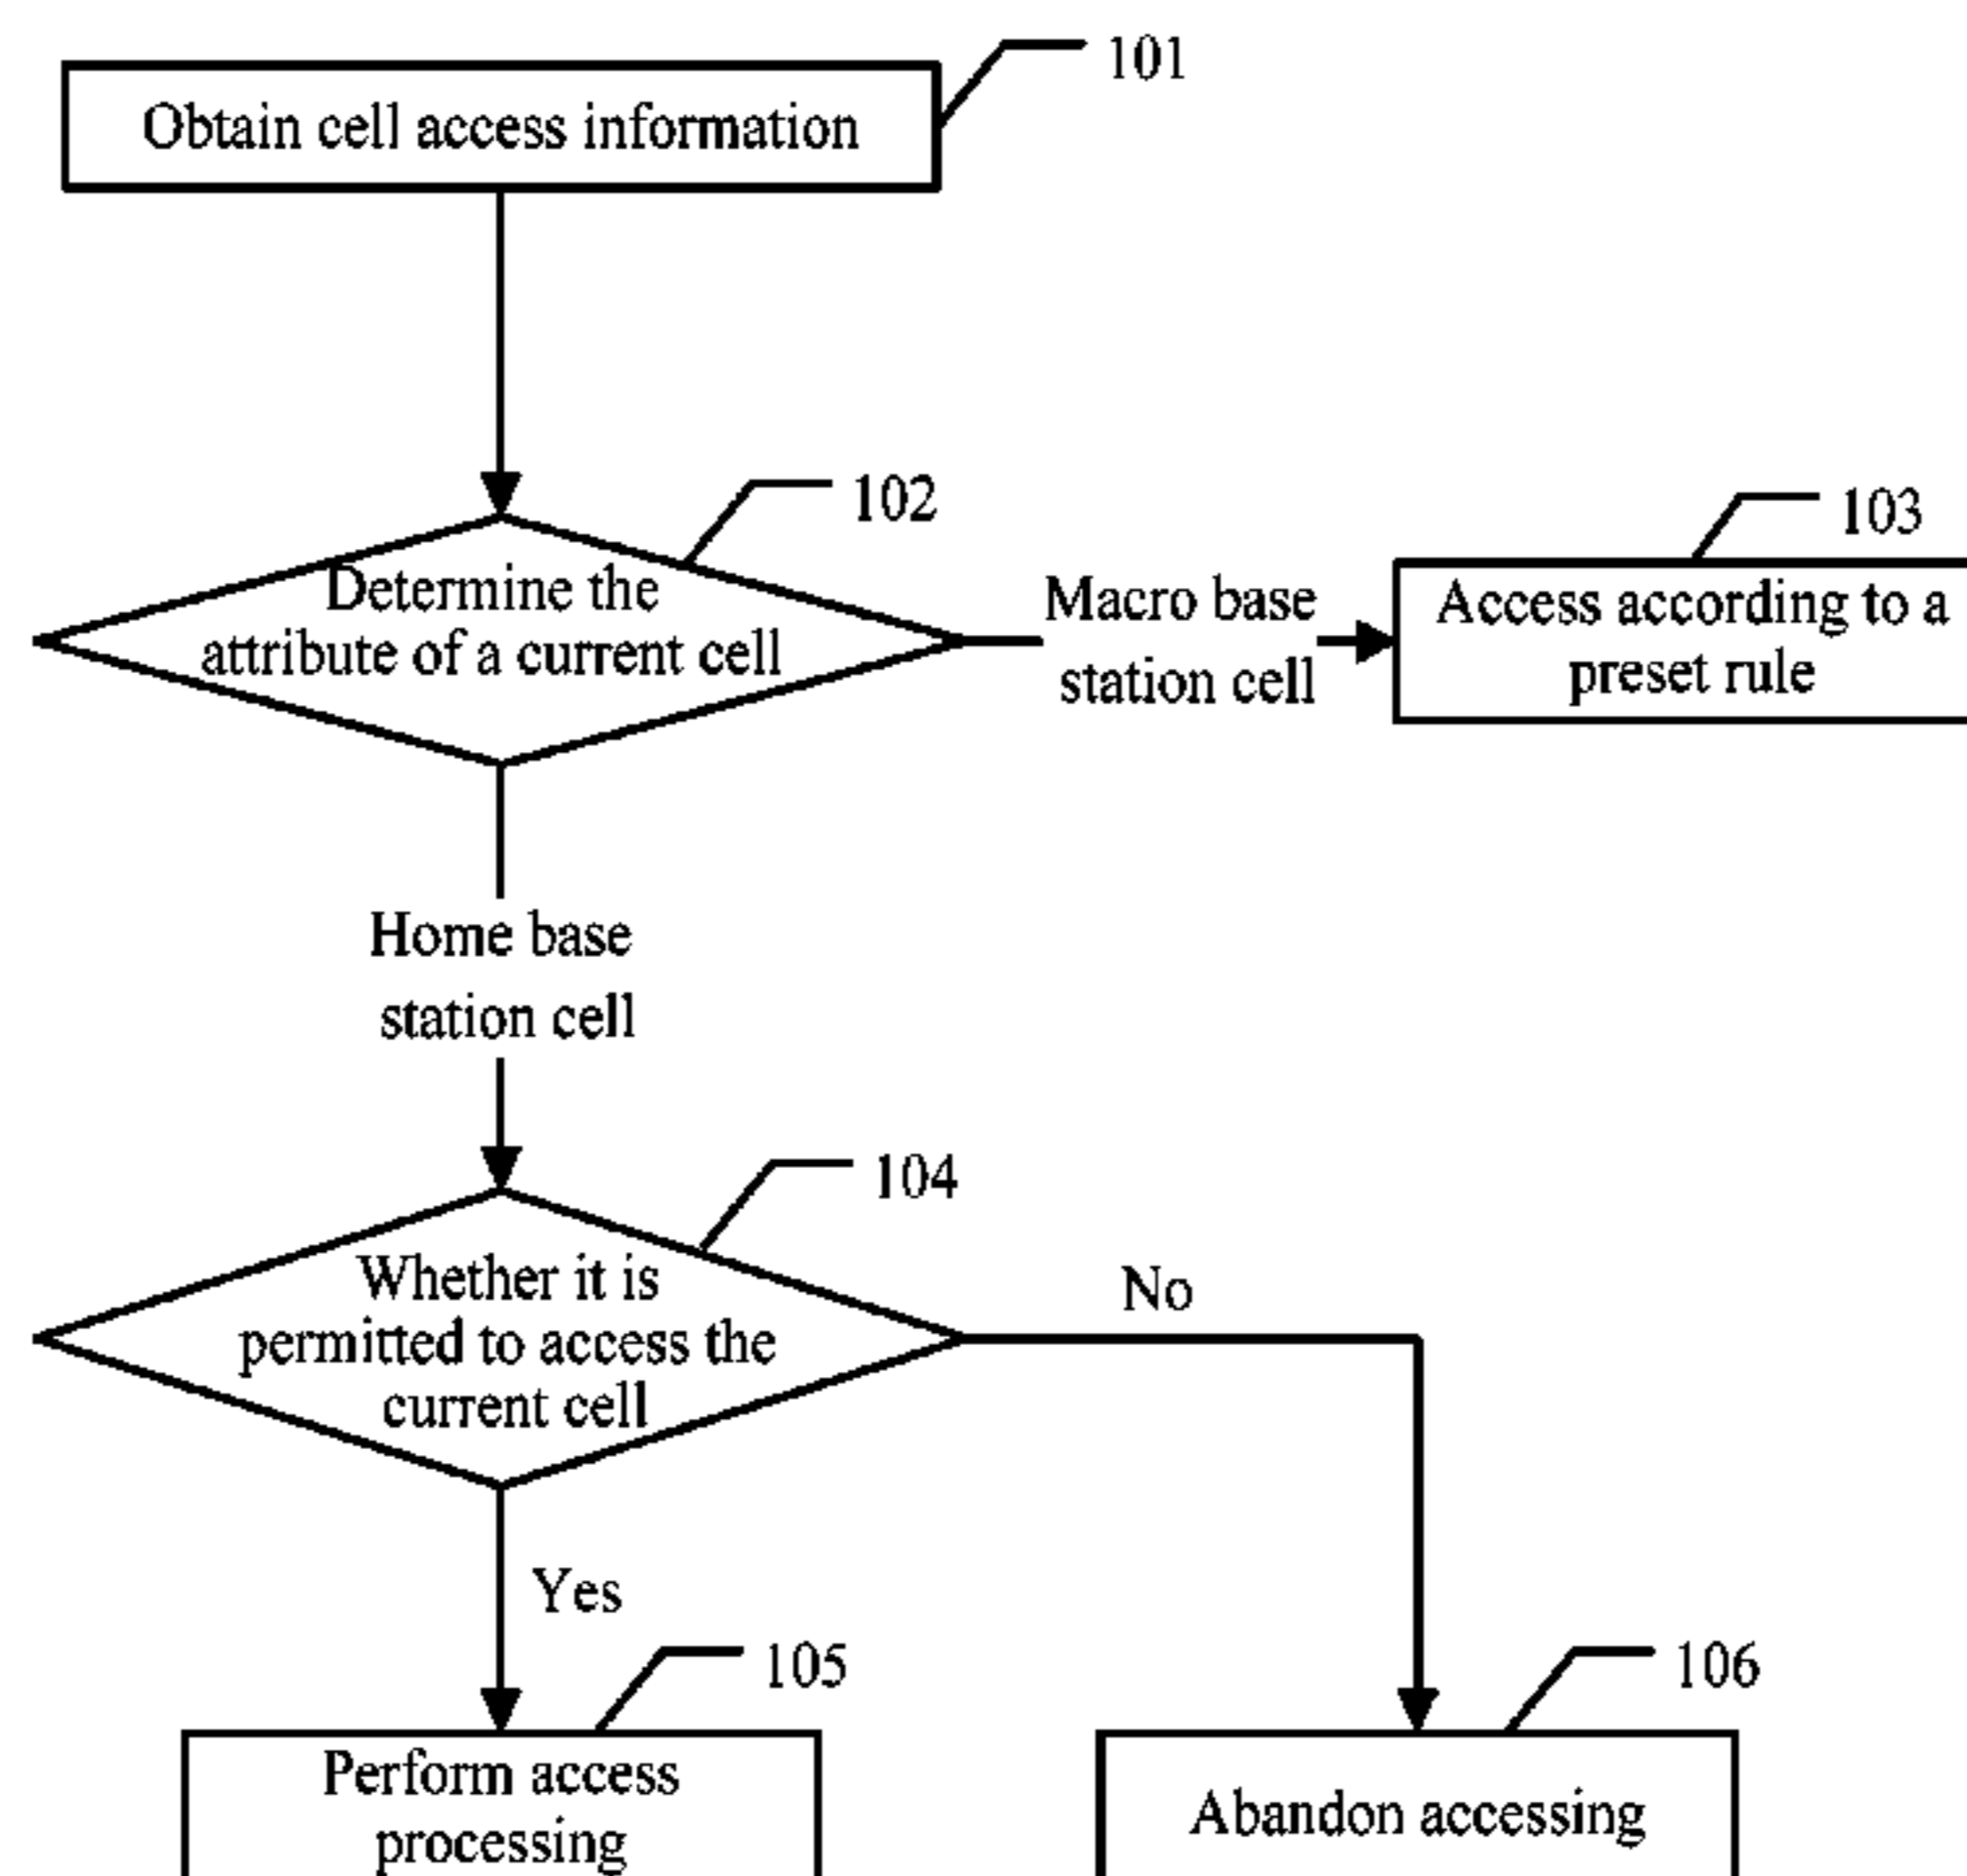 101
Obtain cell access information
102
Determine the
attribute of a current cell
Macro base
station cell
103
Access according to a
preset rule
Home base
station cell
104
Whether it is
permitted to access the
current cell
No
Yes
105
Perform access
processing
106
Abandon accessing